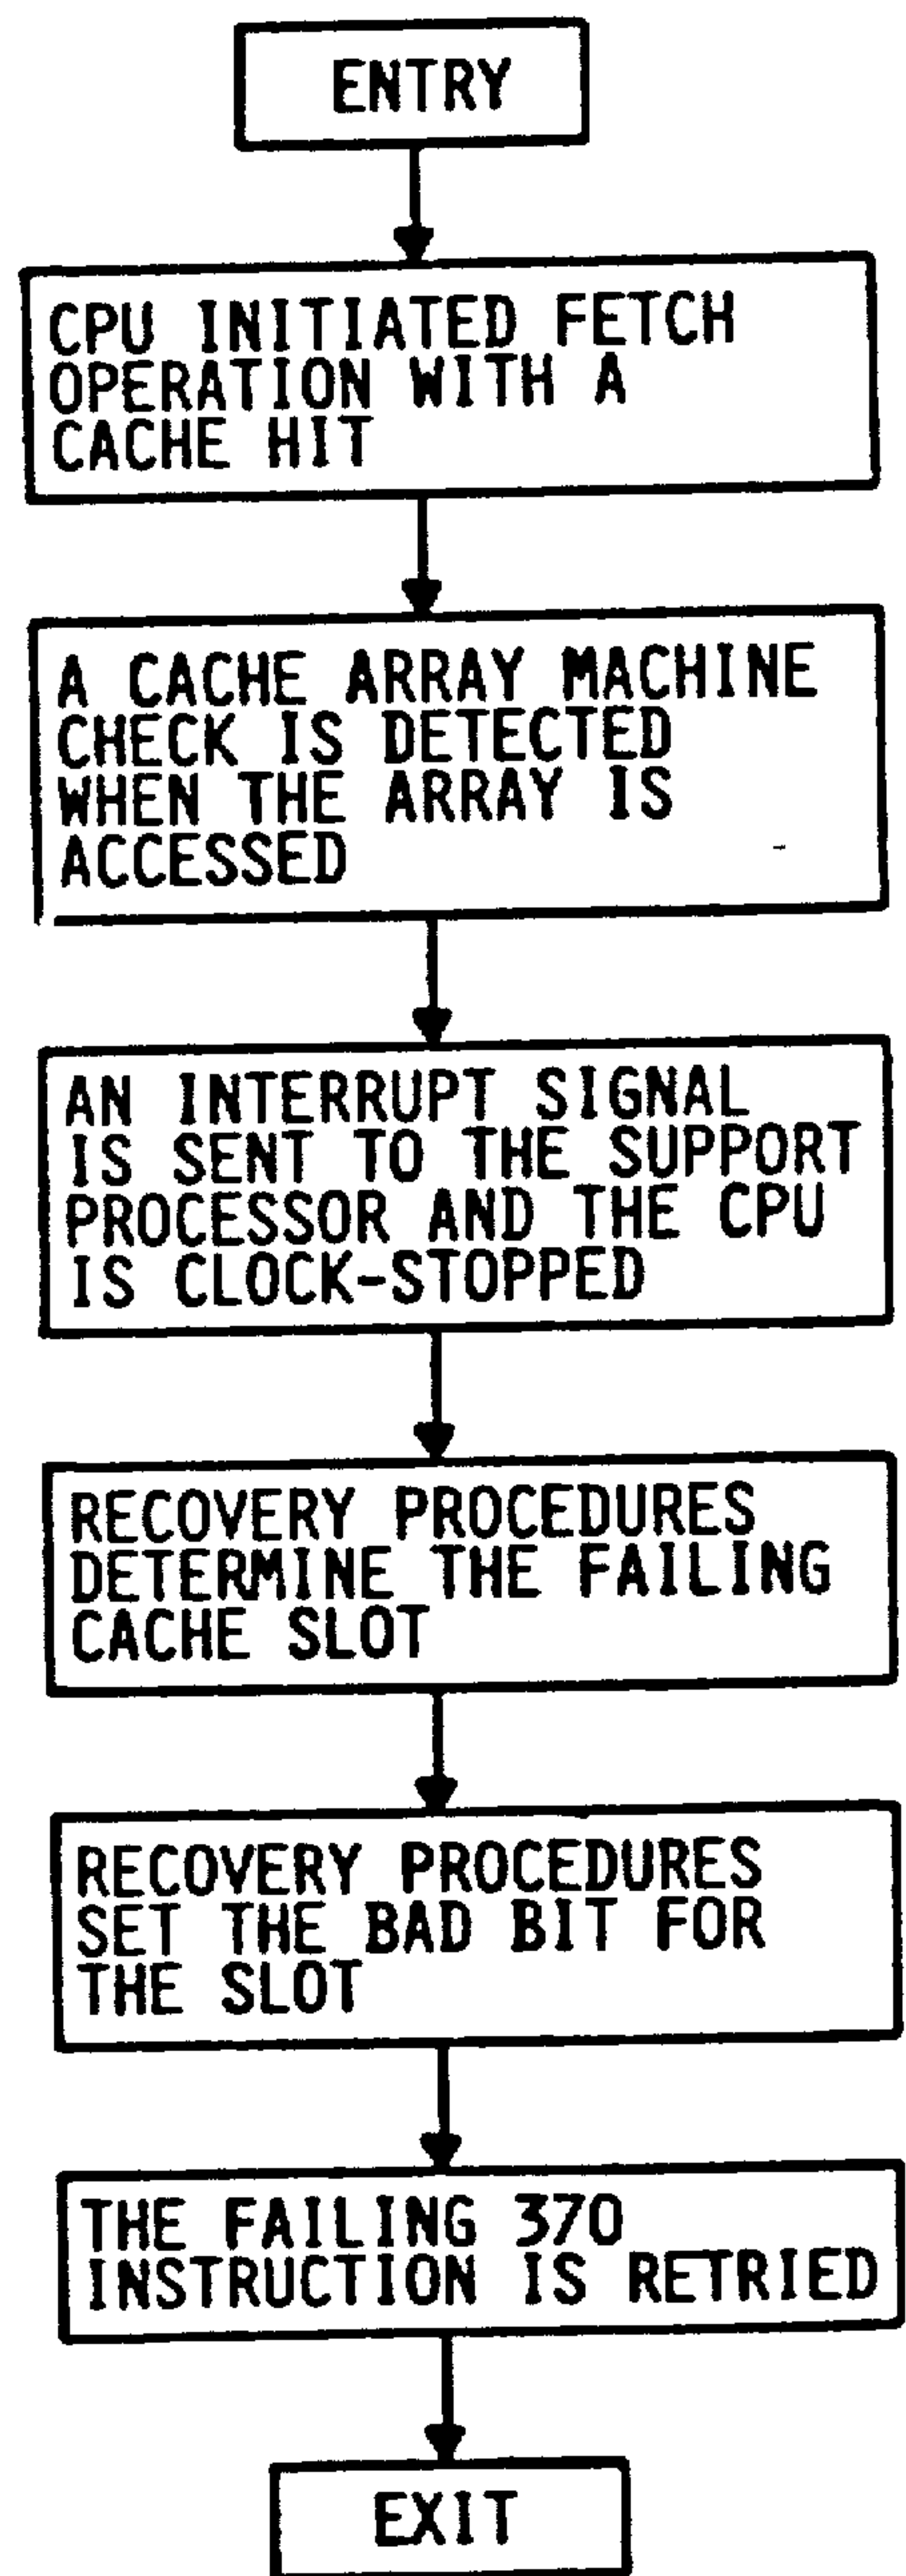 ENTRY
CPU INITIATED FETCH
OPERATION WITH A
CACHE HIT
A CACHE ARRAY MACHINE
CHECK IS DETECTED
WHEN THE ARRAY IS
ACCESSED
AN INTERRUPT SIGNAL
IS SENT TO THE SUPPORT
PROCESSOR AND THE CPU
IS CLOCK-STOPPED
RECOVERY PROCEDURES
DETERMINE THE FAILING
CACHE SLOT
RECOVERY PROCEDURES
SET THE BAD BIT FOR
THE SLOT
THE FAILING 370
INSTRUCTION IS RETRIED
EXIT